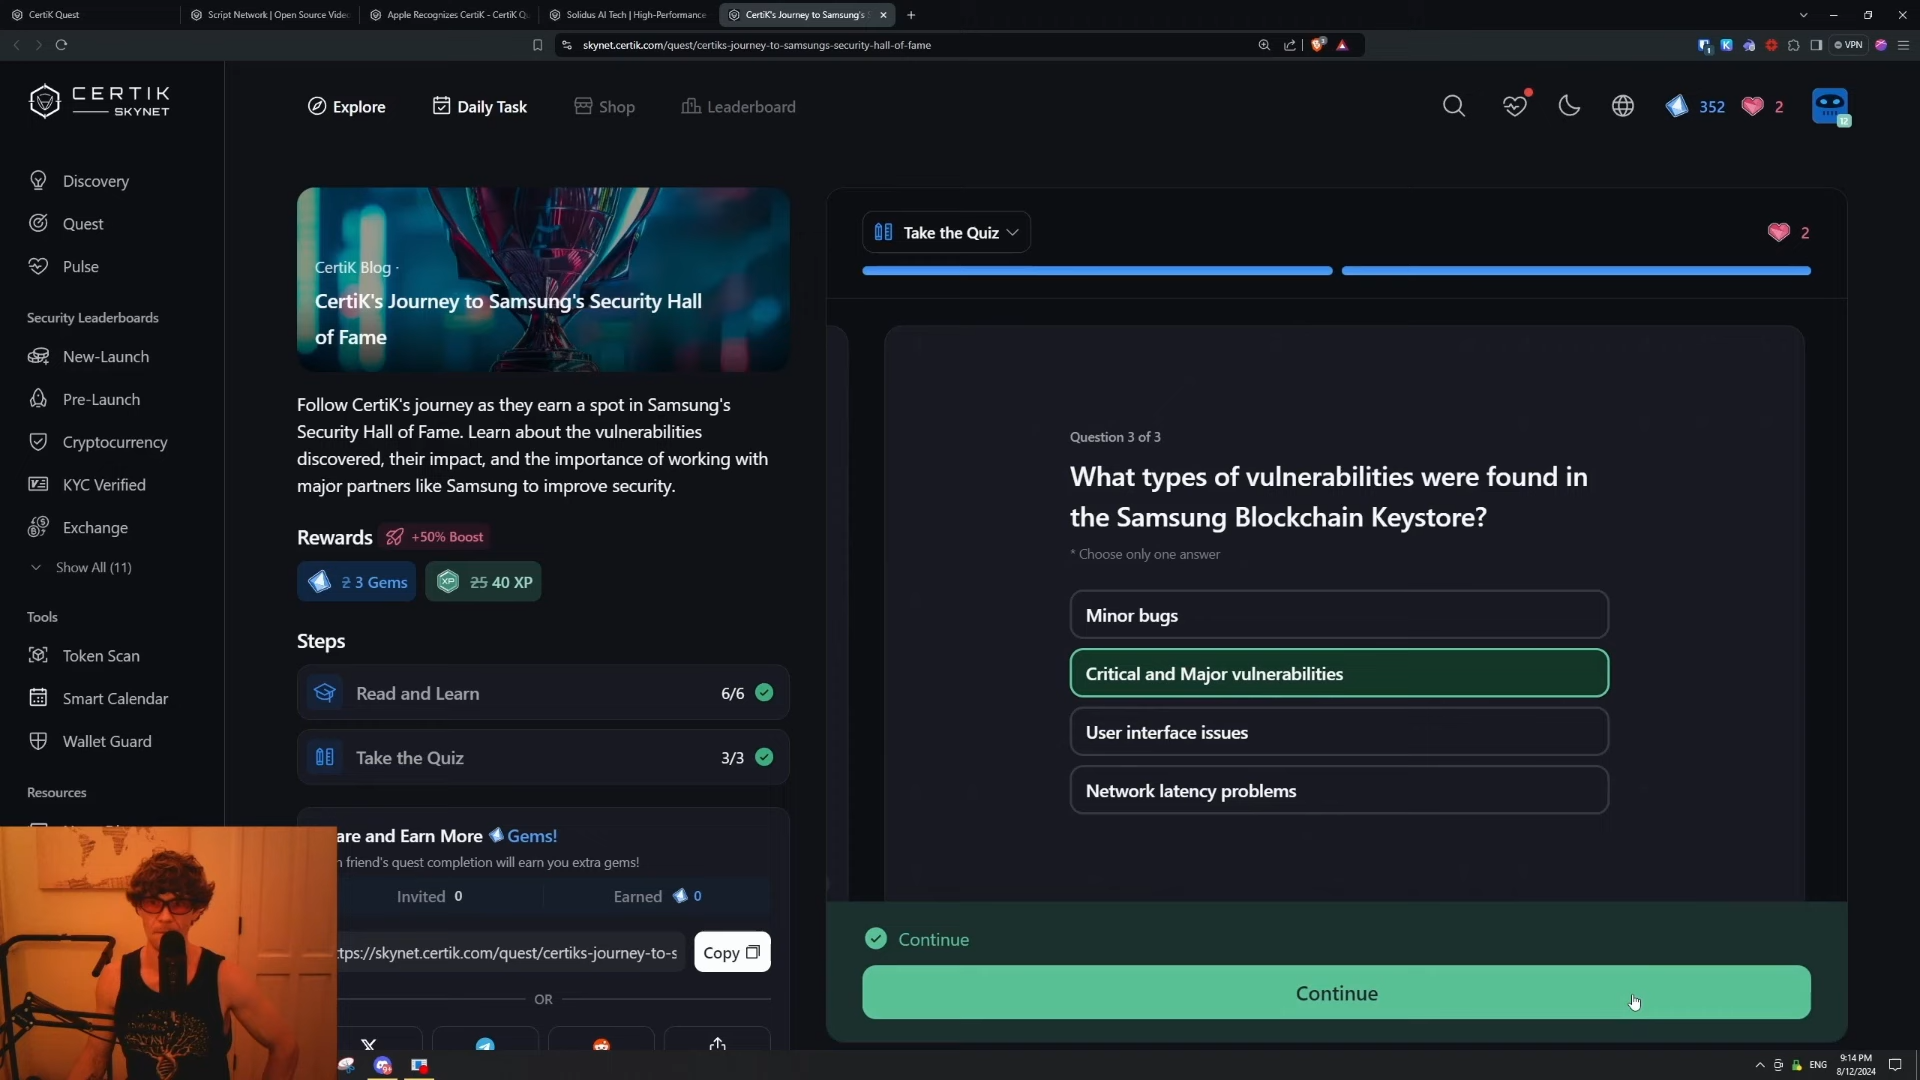 CertiK Quest
Script Network | Open Source Video
Apple Recognizes CertiK - CertiK Q
Solidus AI Tech | High-Performance
CertiK's Journey to Samsung's S
skynet.certik.com/quest/certiks-journey-to-samsungs-security-hall-of-fame
VPN
CERTIK
SKYNET
Explore
Daily Task
Shop
Leaderboard
352
2
12
Discovery
Quest
Pulse
Security Leaderboards
New-Launch
Pre-Launch
Cryptocurrency
KYC Verified
Exchange
Show All (11)
Tools
Token Scan
Smart Calendar
Wallet Guard
Resources
CertiK Blog ·
CertiK's Journey to Samsung's Security Hall
of Fame
Follow CertiK's journey as they earn a spot in Samsung's
Security Hall of Fame. Learn about the vulnerabilities
discovered, their impact, and the importance of working with
major partners like Samsung to improve security.
Rewards +50% Boost
2 3 Gems
XP 25 40 XP
Steps
Read and Learn 6/6
Take the Quiz 3/3
are and Earn More Gems!
friend's quest completion will earn you extra gems!
Invited 0
Earned 0
ttps://skynet.certik.com/quest/certiks-journey-to-s
Copy
OR
Take the Quiz
2
Question 3 of 3
What types of vulnerabilities were found in
the Samsung Blockchain Keystore?
* Choose only one answer
Minor bugs
Critical and Major vulnerabilities
User interface issues
Network latency problems
Continue
Continue
ENG
9:14 PM
8/12/2024